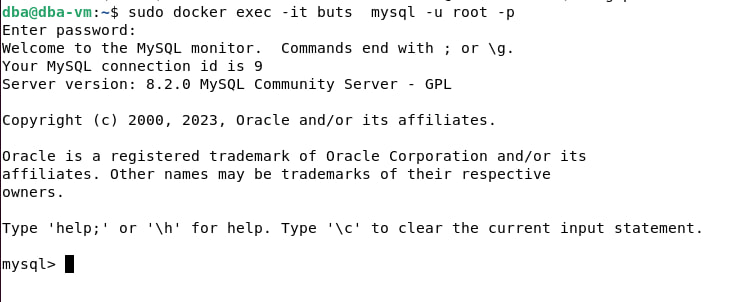 dba@dba-vm:~$ sudo docker exec -it buts  mysql -u root -p
Enter password:
Welcome to the MySQL monitor.  Commands end with ; or \g.
Your MySQL connection id is 9
Server version: 8.2.0 MySQL Community Server - GPL
Copyright (c) 2000, 2023, Oracle and/or its affiliates.
Oracle is a registered trademark of Oracle Corporation and/or its
affiliates. Other names may be trademarks of their respective
owners.
Type 'help;' or '\h' for help. Type '\c' to clear the current input statement.
mysql>